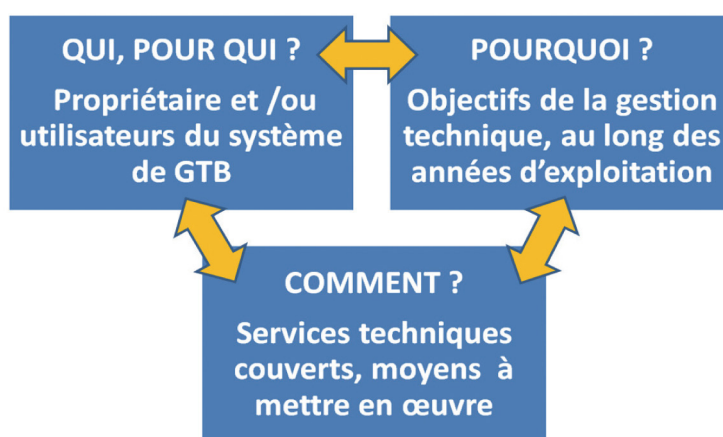 QUI, POUR QUI ?
Propriétaire et /ou
utilisateurs du système
de GTB
POURQUOI ?
Objectifs de la gestion
technique, au long des
années d’exploitation
COMMENT ?
Services techniques
couverts, moyens à
mettre en œuvre